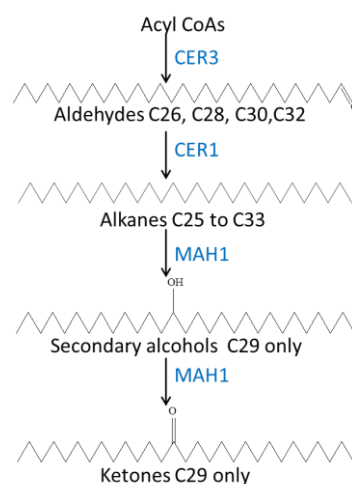 Acyl CoAs
CER3
Aldehydes C26, C28, C30,C32
CER1
Alkanes C25 to C33
MAH1
OH
Secondary alcohols C29 only
MAH1
O
Ketones C29 only